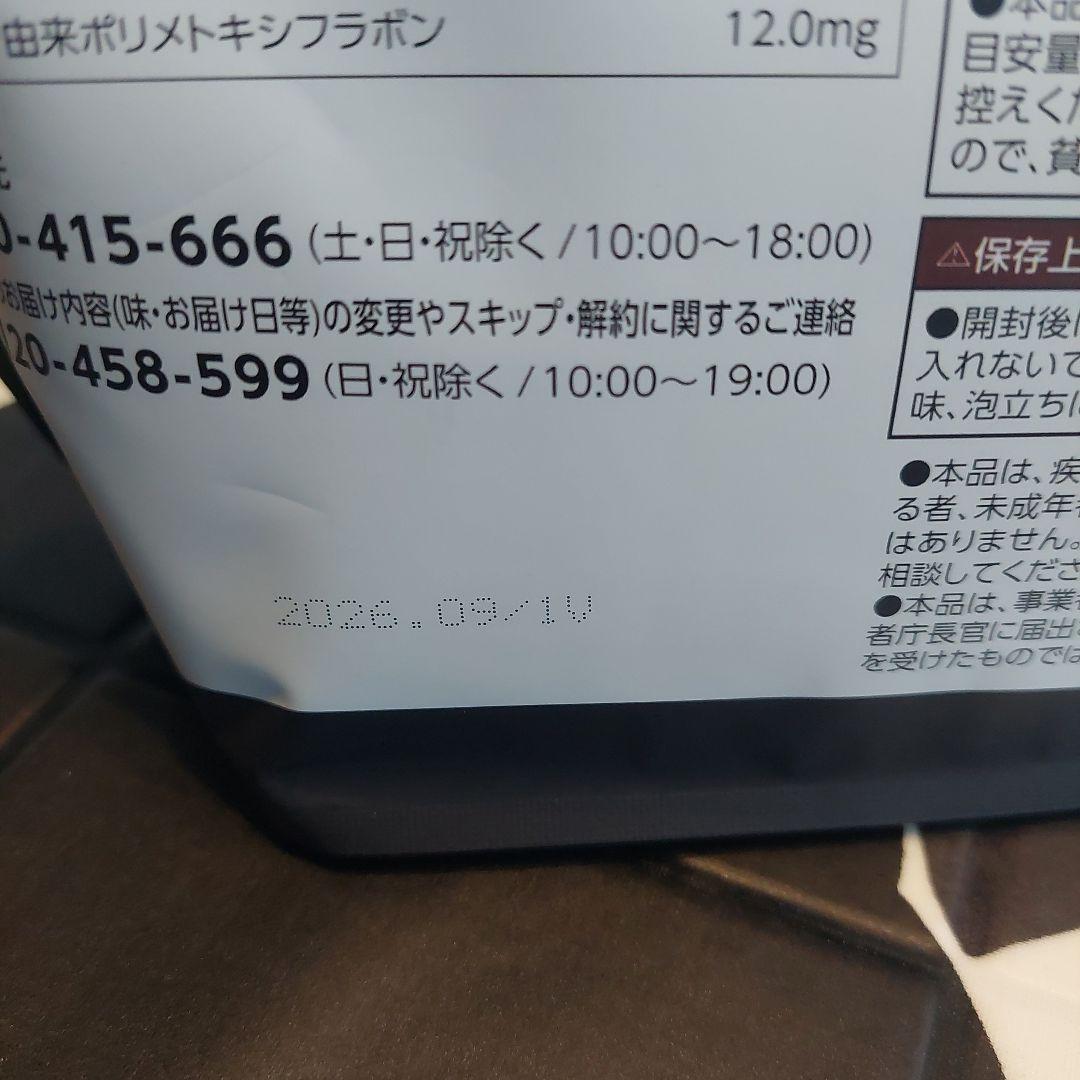 由来ポリメトキシフラボン 12.0mg
0-415-666 (土・日・祝除く/10:00～18:00)
お届け内容(味・お届け日等)の変更やスキップ・解約に関するご連絡
20-458-599 (日・祝除く/10:00～19:00)
2026.09/1V
●本品
目安量
控えくだ
ので、貧
⚠保存上
●開封後に
入れないで
味、泡立ちに
●本品は、疾
る者、未成年者
はありません。
相談してくださ
●本品は、事業者
者庁長官に届出さ
を受けたものでは